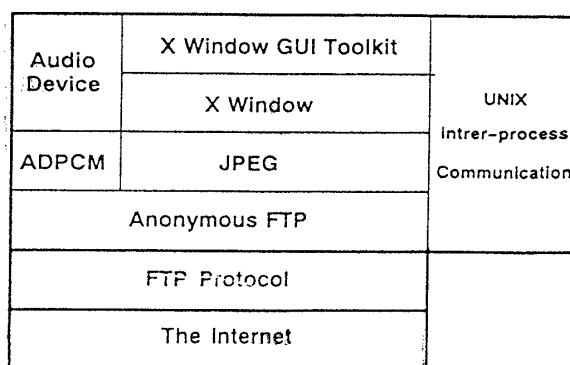 Audio
Device
X Window GUI Toolkit
X Window
UNIX
Intrer-process
Communication
ADPCM
JPEG
Anonymous FTP
FTP Protocol
The Internet